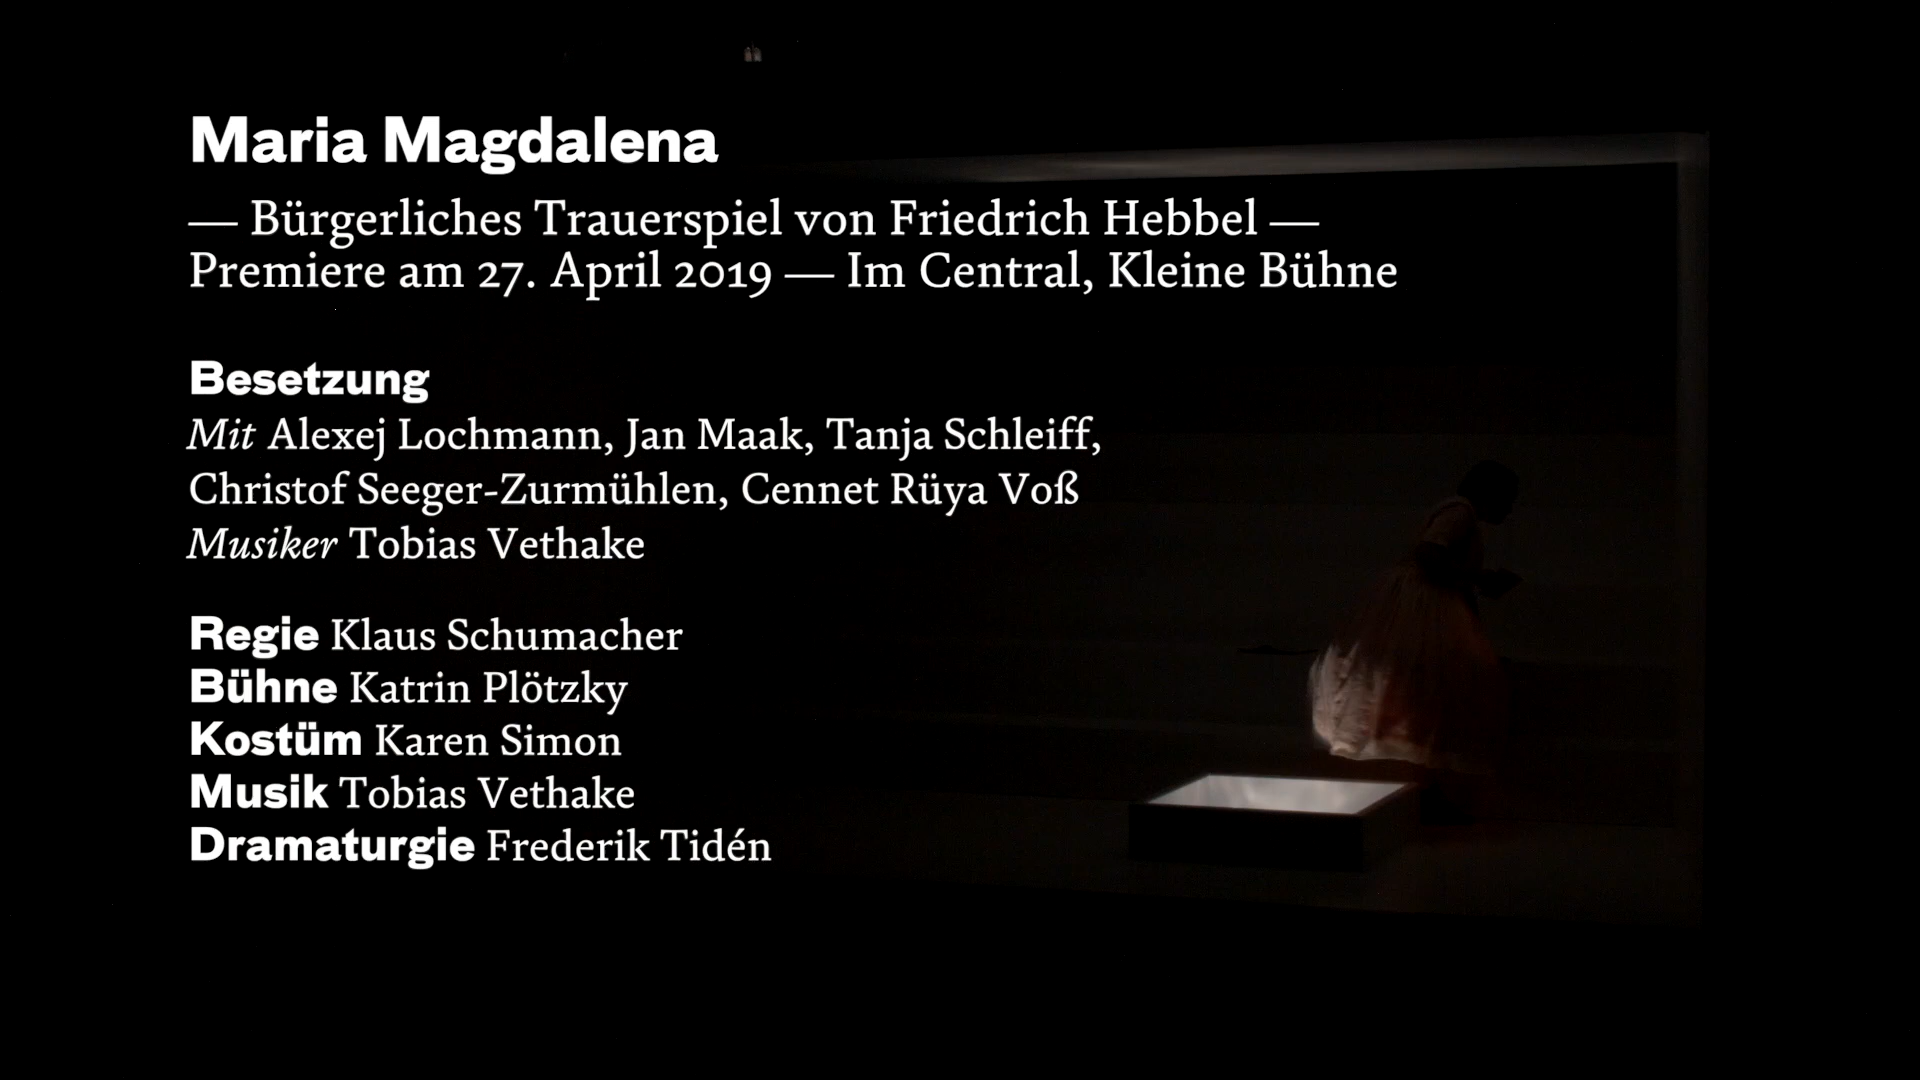 Maria Magdalena
— Bürgerliches Trauerspiel von Friedrich Hebbel —
Premiere am 27. April 2019 — Im Central, Kleine Bühne
Besetzung
Mit Alexej Lochmann, Jan Maak, Tanja Schleiff,
Christof Seeger-Zurmühlen, Cennet Rüya Voß
Musiker Tobias Vethake
Regie Klaus Schumacher
Bühne Katrin Plötzky
Kostüm Karen Simon
Musik Tobias Vethake
Dramaturgie Frederik Tidén